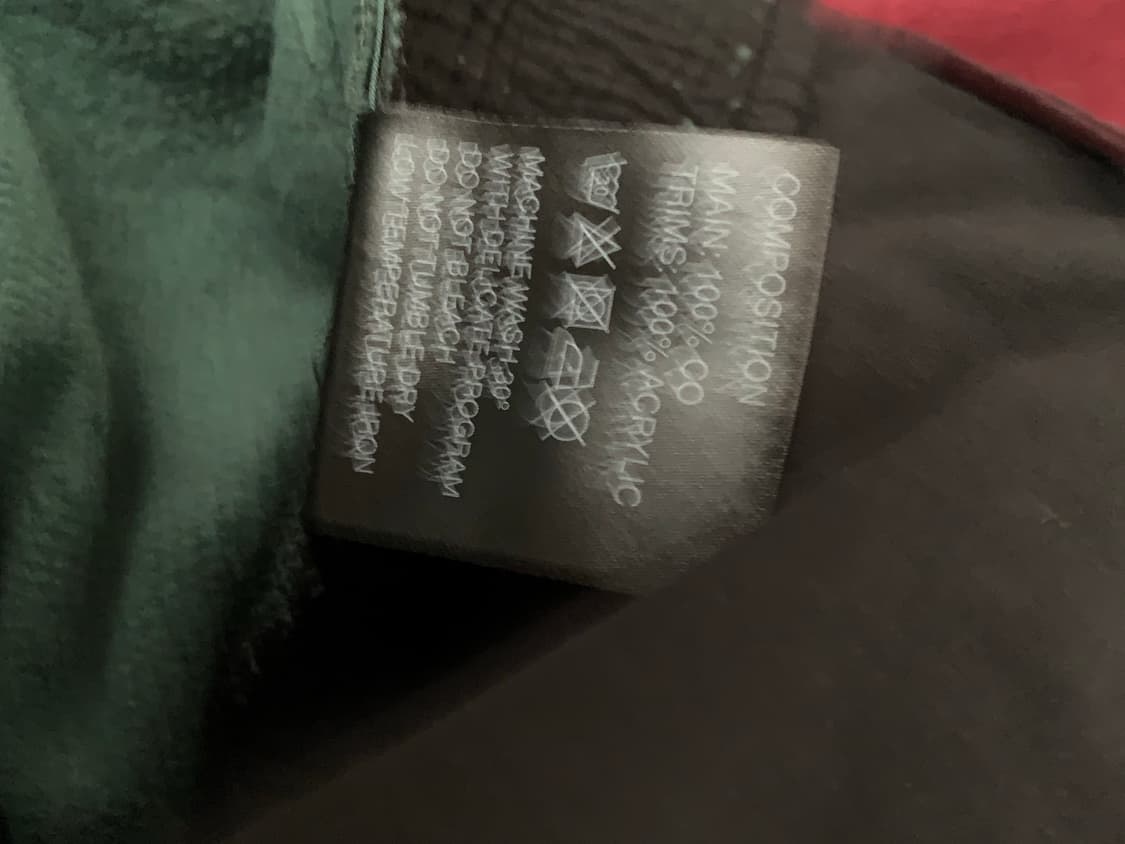 COMPOSITION
MAIN: 100% CO
TRIMS: 100% ACRYLIC
MACHINE WASH 30°
WITH DELICATE PROGRAM
DO NOT BLEACH
DO NOT TUMBLE DRY
LOW TEMPERATURE IRON